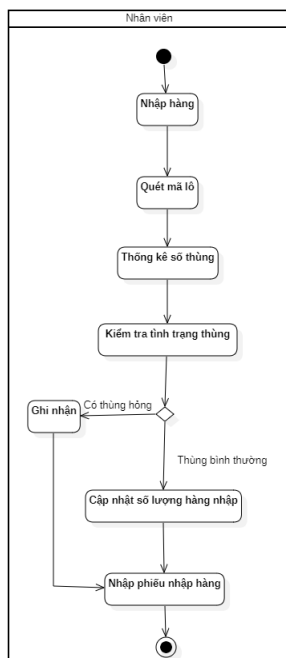 Nhân viên
Nhập hàng
Quét mã lô
Thống kê số thùng
Kiểm tra tình trạng thùng
Có thùng hỏng
Ghi nhận
Thùng bình thường
Cập nhật số lượng hàng nhập
Nhập phiếu nhập hàng